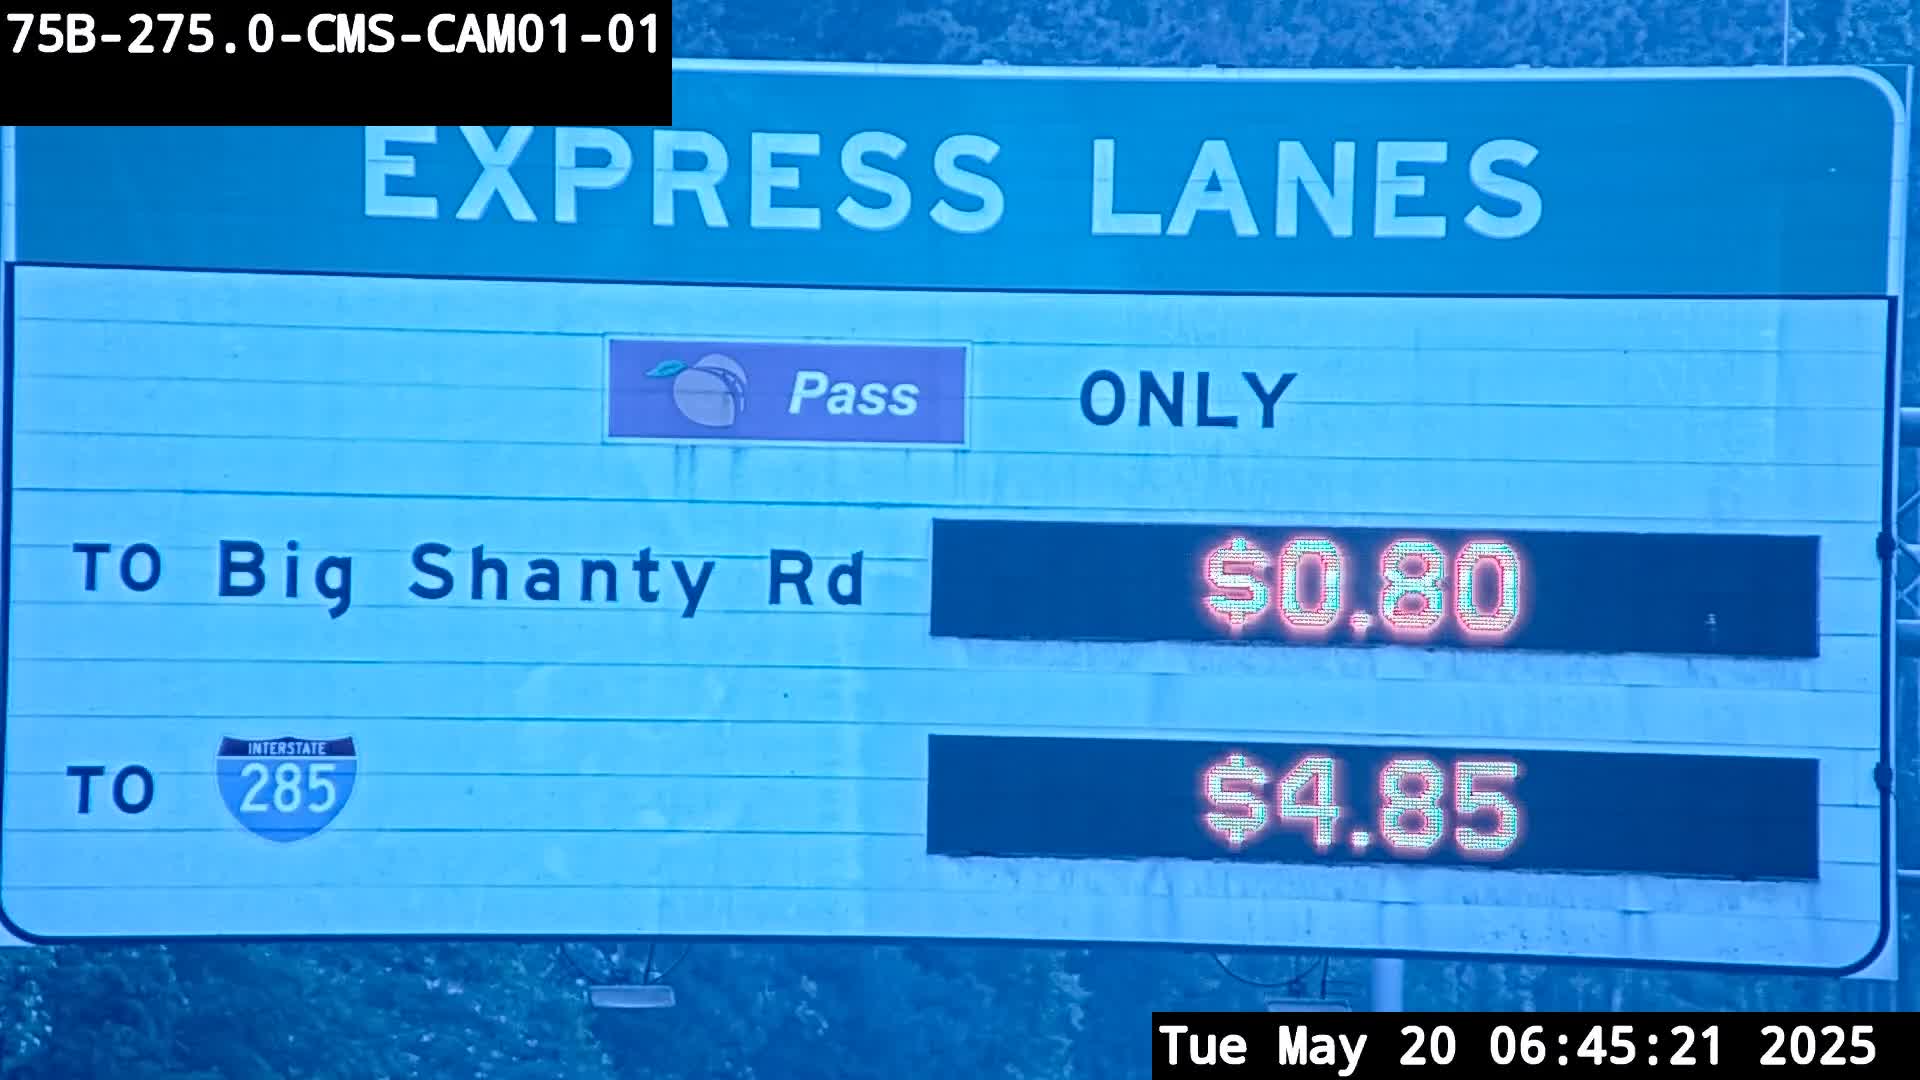 75B-275.0-CMS-CAM01-01
EXPRESS LANES
Pass ONLY
TO Big Shanty Rd $0.80
TO INTERSTATE 285 $4.85
Tue May 20 06:45:21 2025